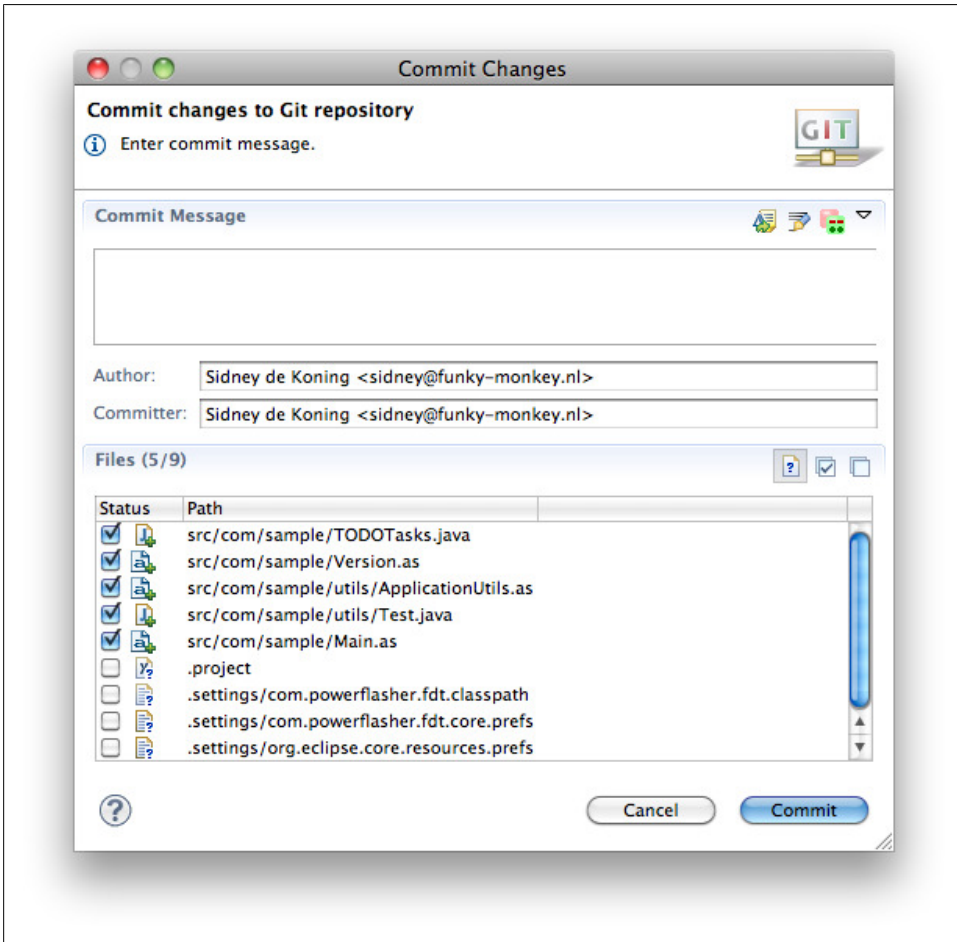 Commit Changes
Commit changes to Git repository
GIT
Enter commit message.
Commit Message
Author: Sidney de Koning <sidney@funky-monkey.nl>
Committer: Sidney de Koning <sidney@funky-monkey.nl>
Files (5/9)
Status Path
src/com/sample/TODOTasks.java
src/com/sample/Version.as
src/com/sample/utils/ApplicationUtils.as
src/com/sample/utils/Test.java
src/com/sample/Main.as
.project
.settings/com.powerflasher.fdt.classpath
.settings/com.powerflasher.fdt.core.prefs
.settings/org.eclipse.core.resources.prefs
Cancel Commit